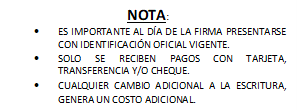 NOTA:
• ES IMPORTANTE AL DÍA DE LA FIRMA PRESENTARSE
CON IDENTIFICACIÓN OFICIAL VIGENTE.
• SOLO SE RECIBEN PAGOS CON TARJETA,
TRANSFERENCIA Y/O CHEQUE.
• CUALQUIER CAMBIO ADICIONAL A LA ESCRITURA,
GENERA UN COSTO ADICIONAL.